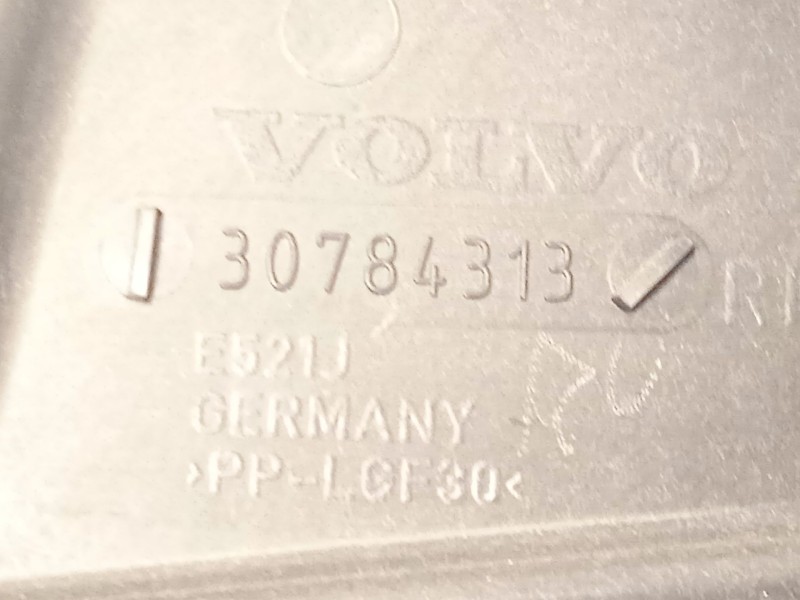 VOLVO
30784313
E521J
GERMANY
>PP-LGF30<